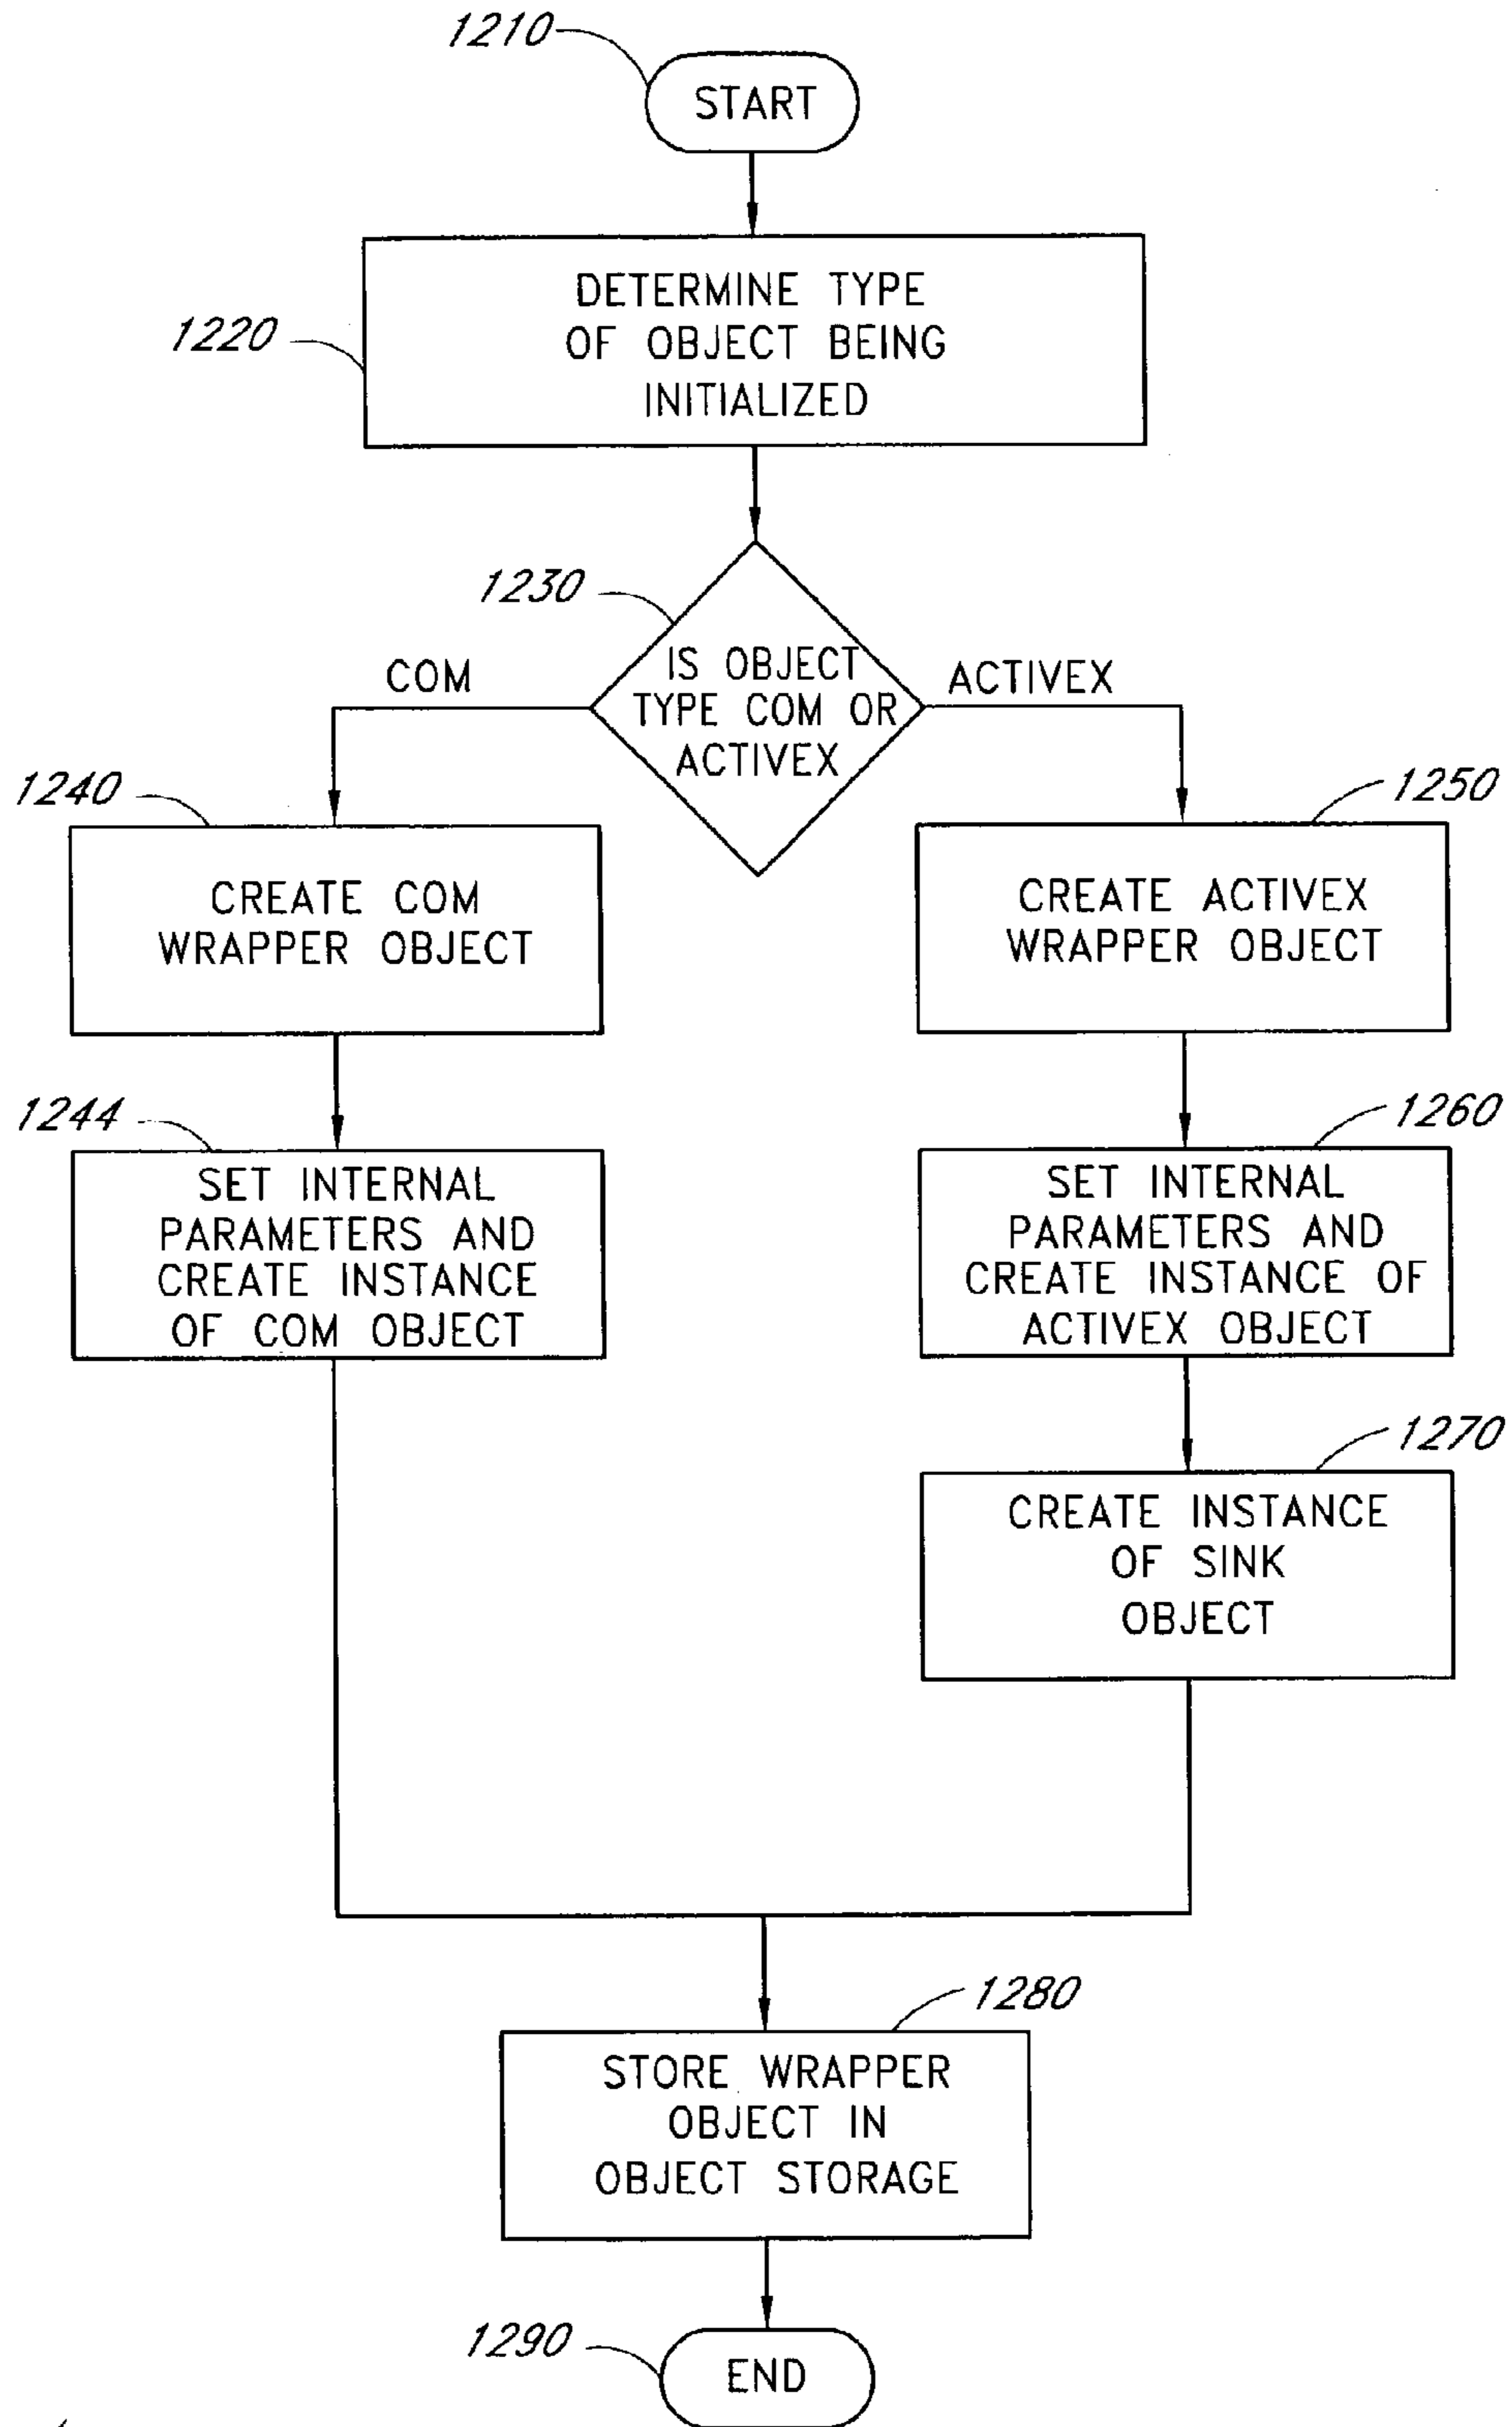 1210
START
1220
DETERMINE TYPE
OF OBJECT BEING
INITIALIZED
1230
IS OBJECT
TYPE COM OR
ACTIVEX
COM
ACTIVEX
1240
CREATE COM
WRAPPER OBJECT
1250
CREATE ACTIVEX
WRAPPER OBJECT
1244
SET INTERNAL
PARAMETERS AND
CREATE INSTANCE
OF COM OBJECT
1260
SET INTERNAL
PARAMETERS AND
CREATE INSTANCE OF
ACTIVEX OBJECT
1270
CREATE INSTANCE
OF SINK
OBJECT
1280
STORE WRAPPER
OBJECT IN
OBJECT STORAGE
1290
END